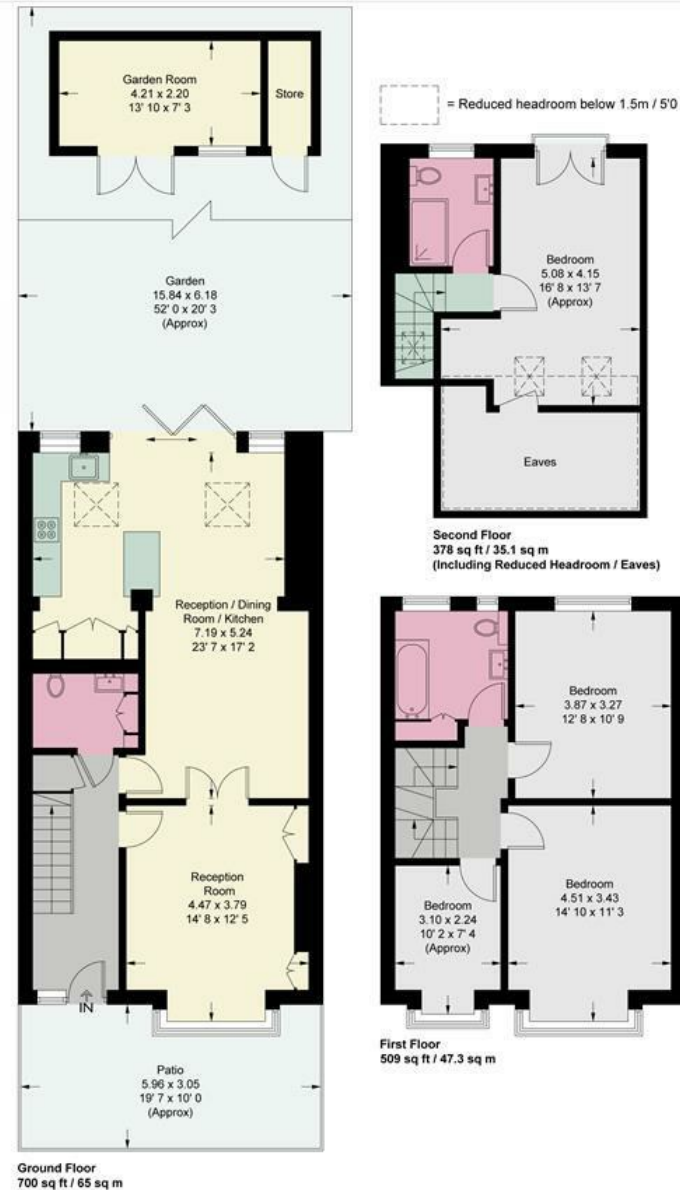 Garden Room
4.21 x 2.20
13' 10 x 7' 3
Store
Garden
15.84 x 6.18
52' 0 x 20' 3
(Approx)
Reception / Dining
Room / Kitchen
7.19 x 5.24
23' 7 x 17' 2
Reception
Room
4.47 x 3.79
14' 8 x 12' 5
IN
Patio
5.96 x 3.05
19' 7 x 10' 0
(Approx)
Ground Floor
700 sq ft / 65 sq m
= Reduced headroom below 1.5m / 5'0
Bedroom
5.08 x 4.15
16' 8 x 13' 7
(Approx)
Eaves
Second Floor
378 sq ft / 35.1 sq m
(Including Reduced Headroom / Eaves)
Bedroom
3.87 x 3.27
12' 8 x 10' 9
Bedroom
4.51 x 3.43
14' 10 x 11' 3
Bedroom
3.10 x 2.24
10' 2 x 7' 4
(Approx)
First Floor
509 sq ft / 47.3 sq m